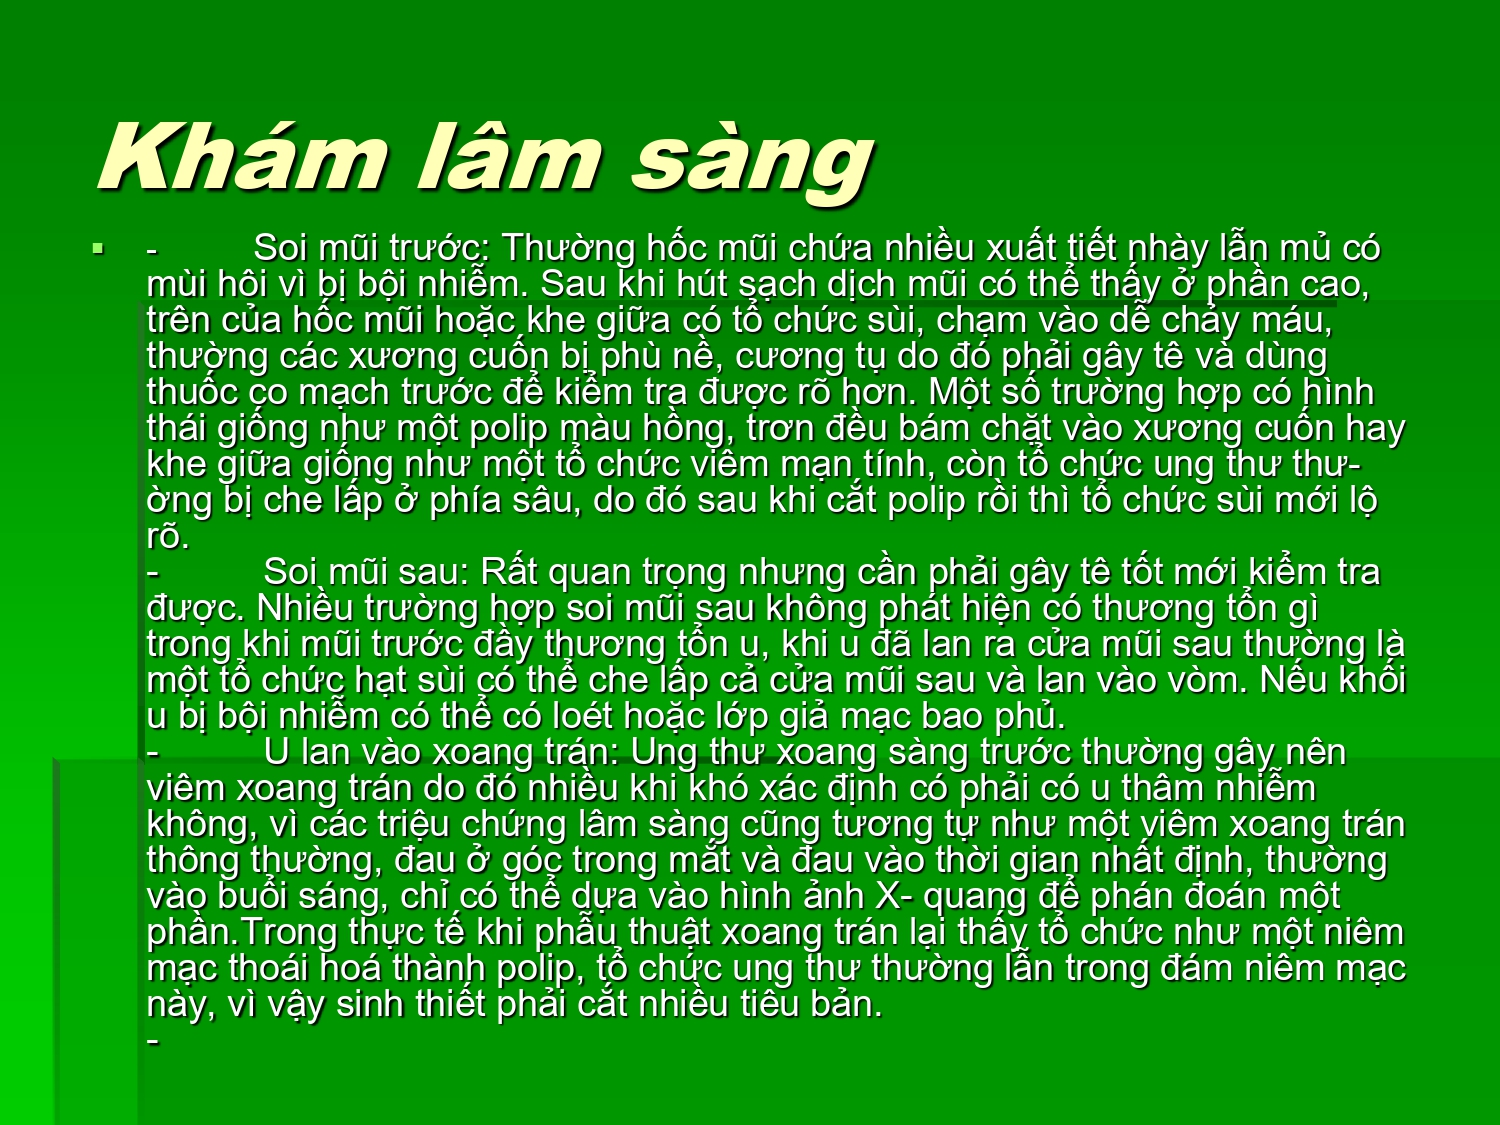 Khám lâm sàng
- Soi mũi trước: Thường hốc mũi chứa nhiều xuất tiết nhày lẫn mủ có
mùi hôi vì bị bội nhiễm. Sau khi hút sạch dịch mũi có thể thấy ở phần cao,
trên của hốc mũi hoặc khe giữa có tổ chức sùi, chạm vào dễ chảy máu,
thường các xương cuốn bị phù nề, cương tụ do đó phải gây tê và dùng
thuốc co mạch trước để kiểm tra được rõ hơn. Một số trường hợp có hình
thái giống như một polip màu hồng, trơn đều bám chặt vào xương cuốn hay
khe giữa giống như một tổ chức viêm mạn tính, còn tổ chức ung thư thư-
ờng bị che lấp ở phía sâu, do đó sau khi cắt polip rồi thì tổ chức sùi mới lộ
rõ.
- Soi mũi sau: Rất quan trọng nhưng cần phải gây tê tốt mới kiểm tra
được. Nhiều trường hợp soi mũi sau không phát hiện có thương tổn gì
trong khi mũi trước đầy thương tổn u, khi u đã lan ra cửa mũi sau thường là
một tổ chức hạt sùi có thể che lấp cả cửa mũi sau và lan vào vòm. Nếu khối
u bị bội nhiễm có thể có loét hoặc lớp giả mạc bao phủ.
- U lan vào xoang trán: Ung thư xoang sàng trước thường gây nên
viêm xoang trán do đó nhiều khi khó xác định có phải có u thâm nhiễm
không, vì các triệu chứng lâm sàng cũng tương tự như một viêm xoang trán
thông thường, đau ở góc trong mắt và đau vào thời gian nhất định, thường
vào buổi sáng, chỉ có thể dựa vào hình ảnh X- quang để phán đoán một
phần.Trong thực tế khi phẫu thuật xoang trán lại thấy tổ chức như một niêm
mạc thoái hoá thành polip, tổ chức ung thư thường lẫn trong đám niêm mạc
này, vì vậy sinh thiết phải cắt nhiều tiêu bản.
-